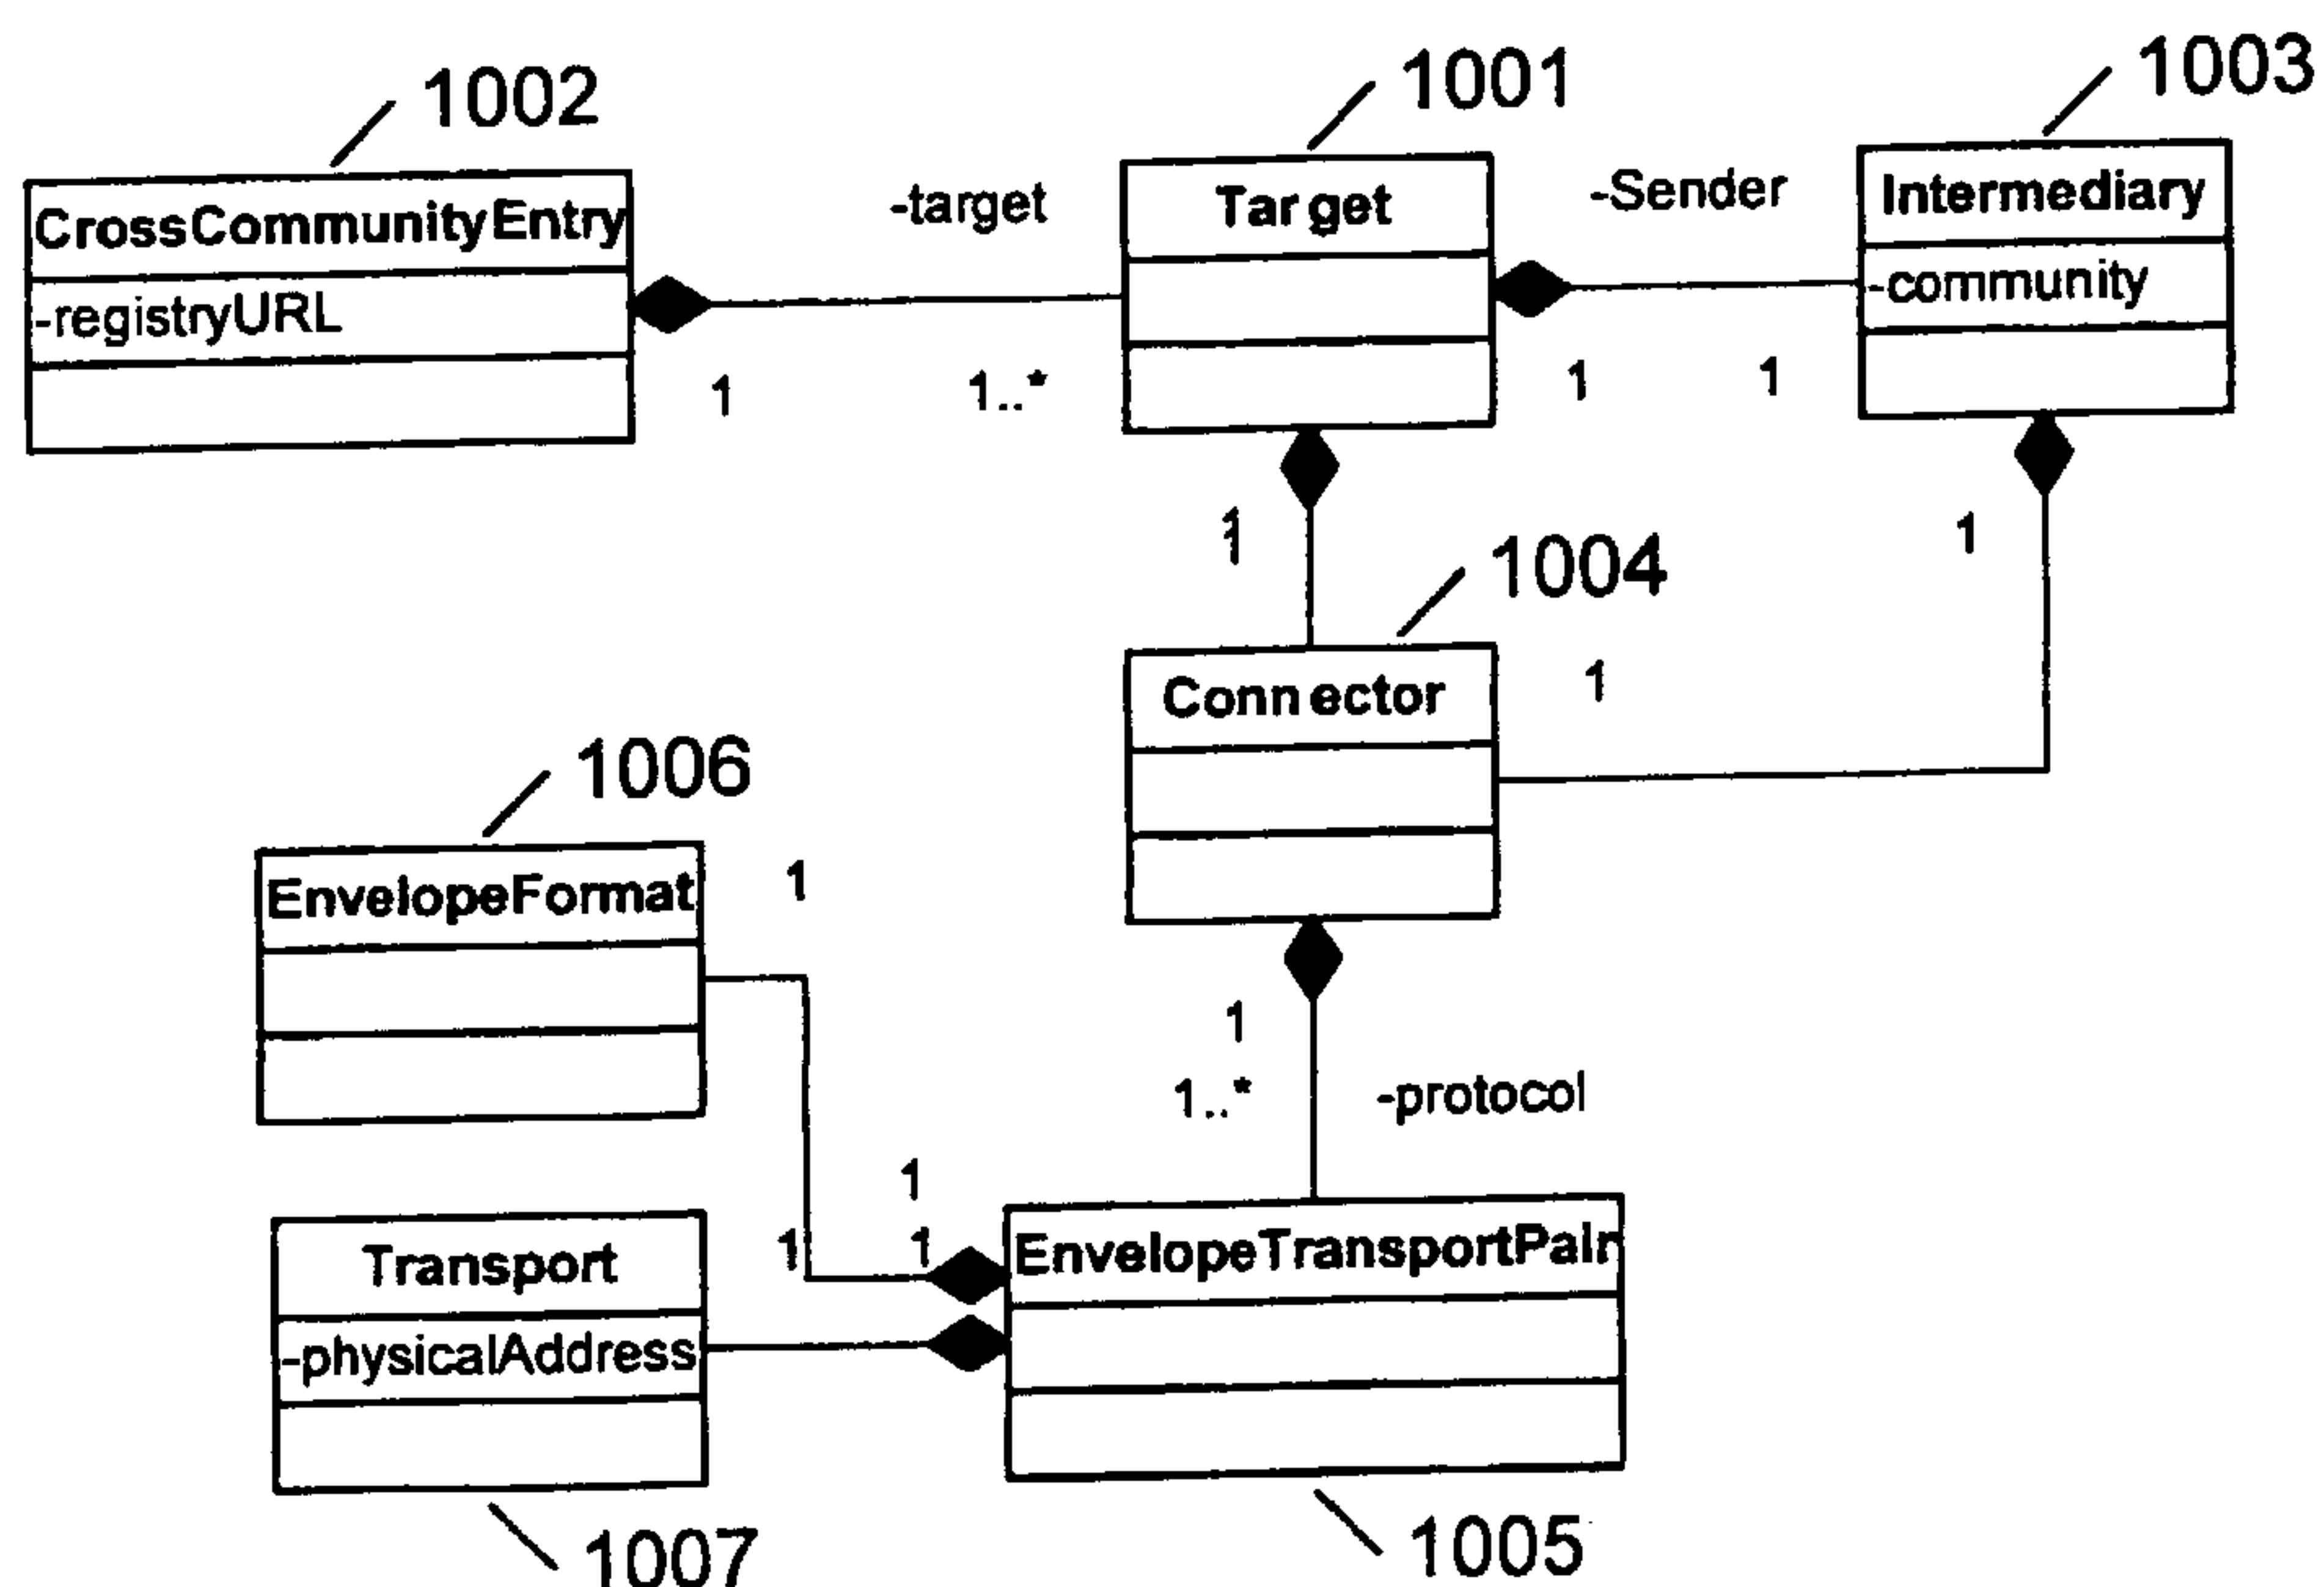 1002
1001
1003
CrossCommunityEntry
-registryURL
-target
1
1..*
Target
-Sender
1
1
Intermediary
-community
1
1
1004
1
Connector
1006
EnvelopeFormat
1
1
1..*
-protocol
1
1
1
Transport
-physicalAddress
EnvelopeTransportPair
1007
1005